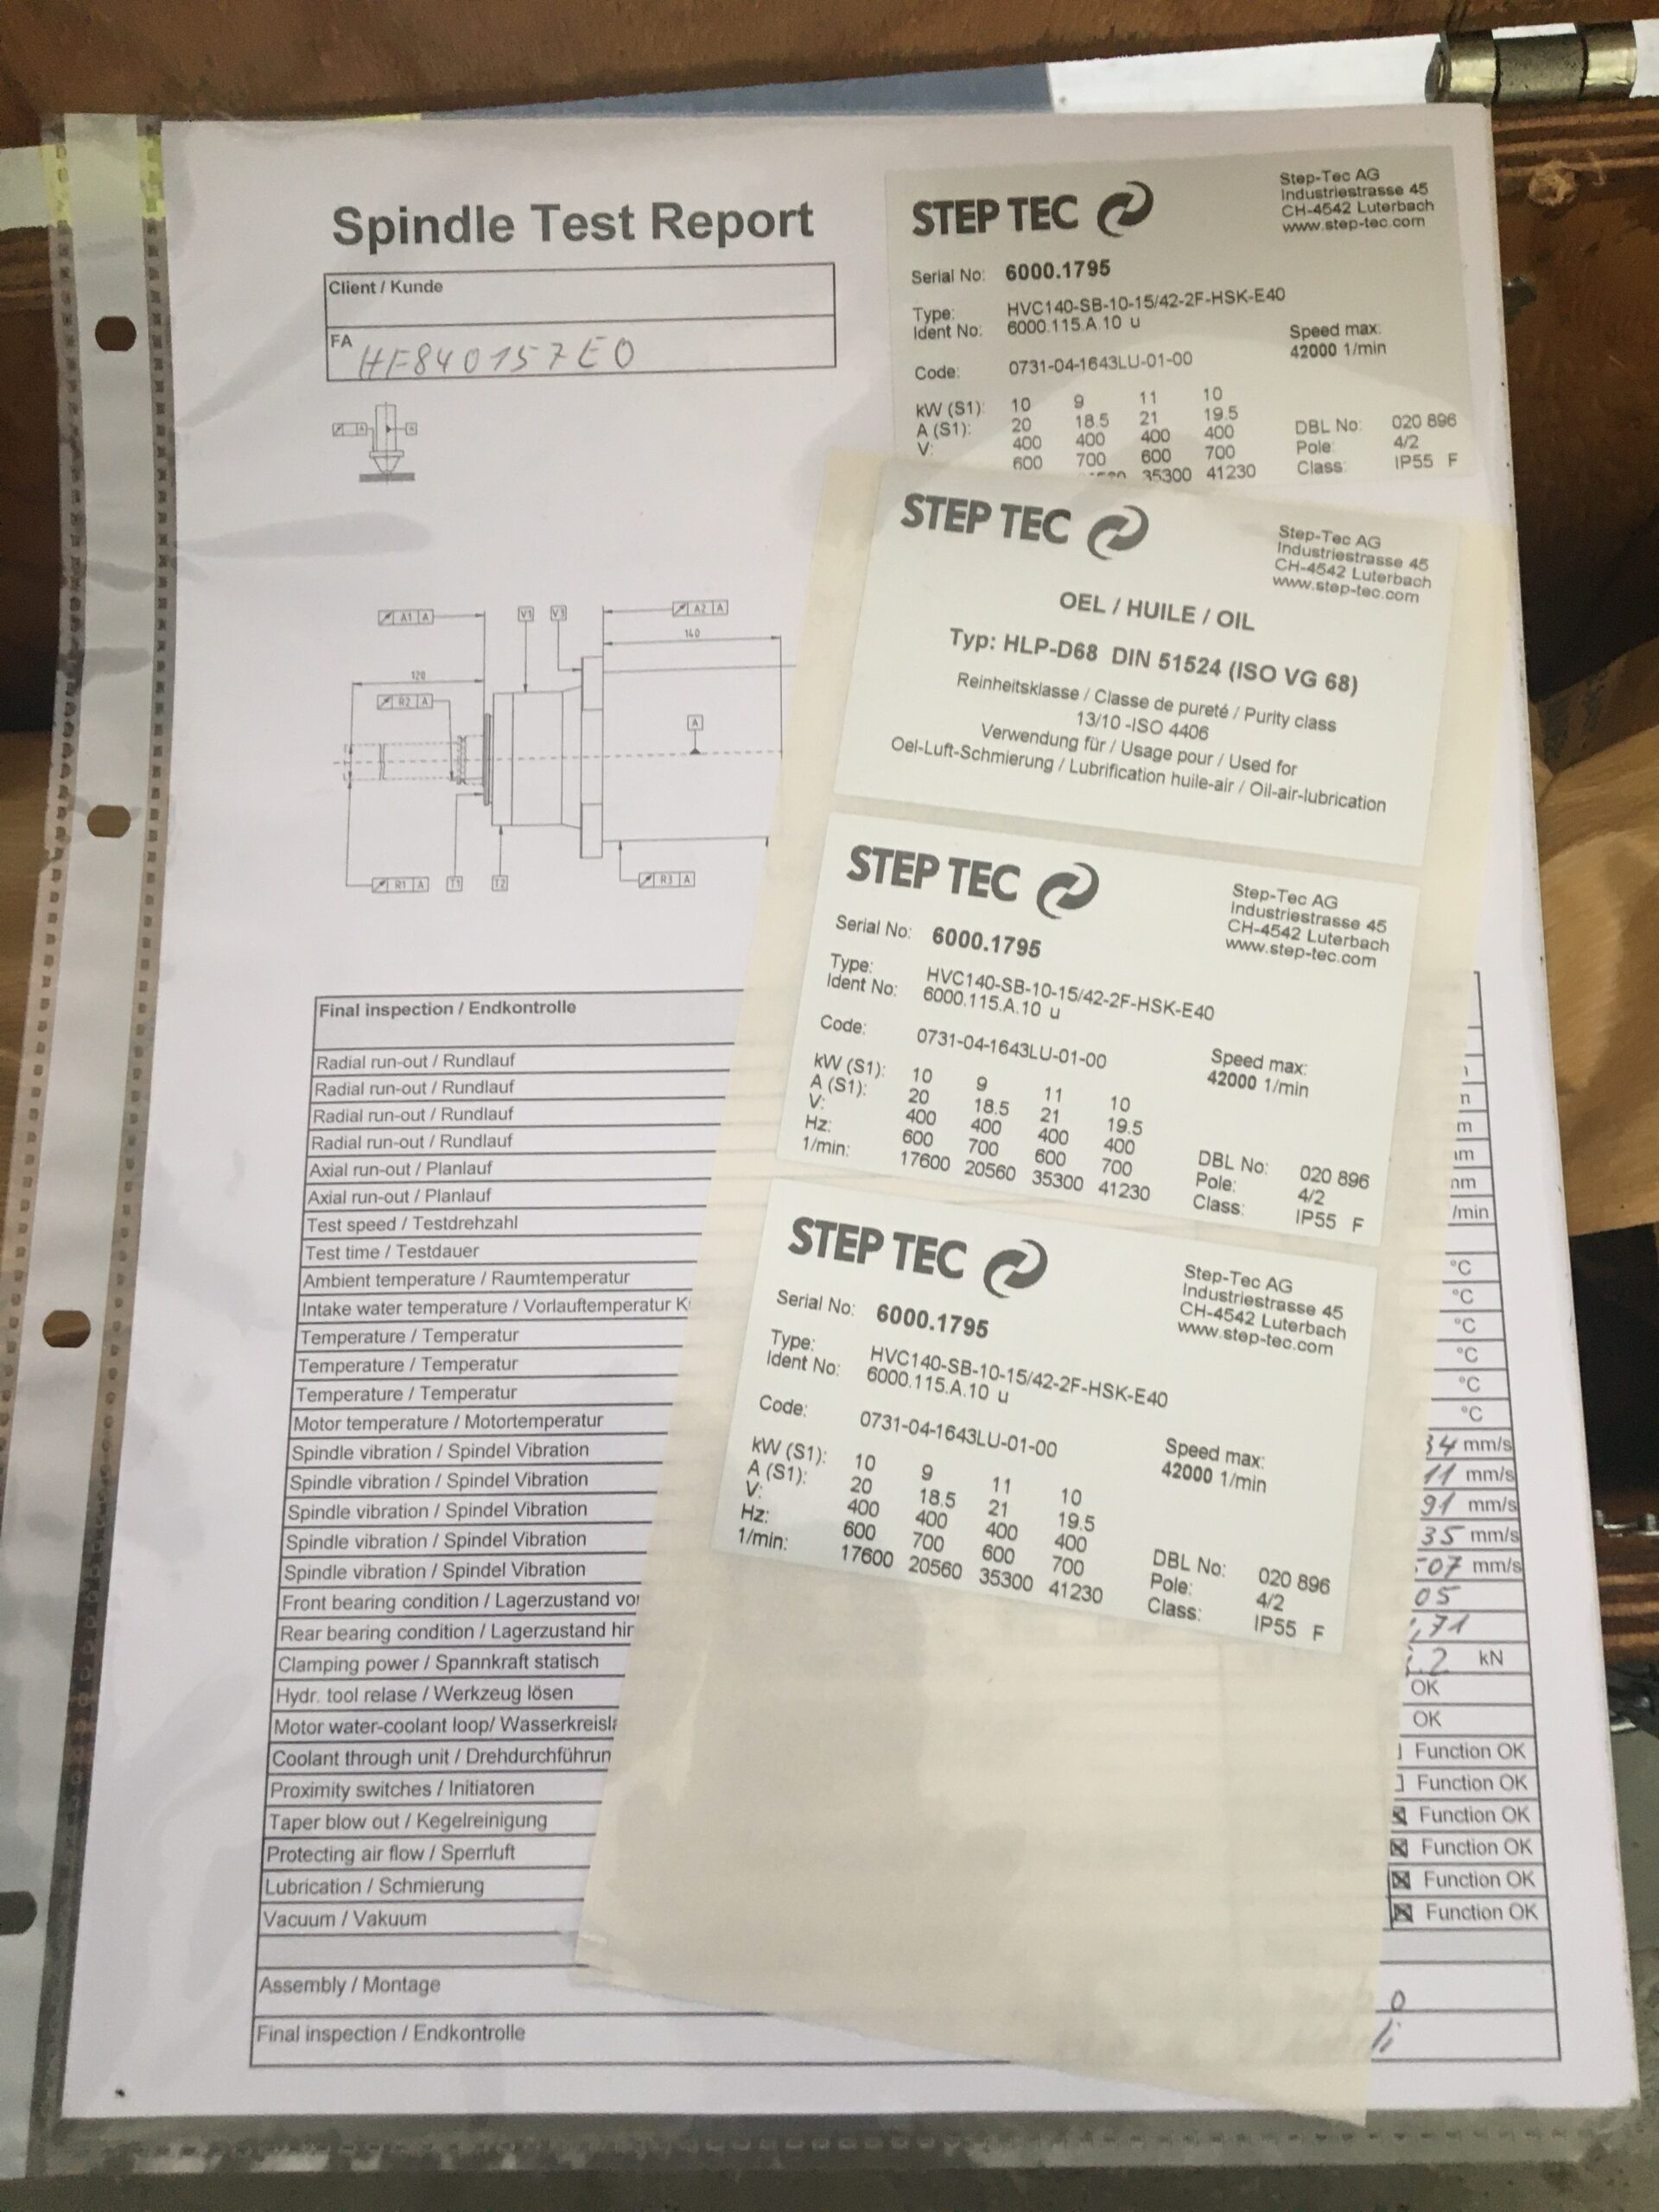 Spindle Test Report
Client / Kunde
FA HF840157E0
STEP TEC
Step-Tec AG
Industriestrasse 45
CH-4542 Luterbach
www.step-tec.com
Serial No: 6000.1795
Type: HVC140-SB-10-15/42-2F-HSK-E40
Ident No: 6000.115.A.10 u
Speed max:
42000 1/min
Code: 0731-04-1643LU-01-00
kW (S1): 10 9 11 10
A (S1): 20 18.5 21 19.5
V: 400 400 400 400
600 700 600 700
35300 41230
DBL No: 020 896
Pole: 4/2
Class: IP55 F
A1 A
V1
V3
A2 A
140
120
R2 A
A
R1 A
T1
T2
R3 A
STEP TEC
Step-Tec AG
Industriestrasse 45
CH-4542 Luterbach
www.step-tec.com
OEL / HUILE / OIL
Typ: HLP-D68 DIN 51524 (ISO VG 68)
Reinheitsklasse / Classe de pureté / Purity class
13/10 -ISO 4406
Verwendung für / Usage pour / Used for
Oel-Luft-Schmierung / Lubrification huile-air / Oil-air-lubrication
STEP TEC
Step-Tec AG
Industriestrasse 45
CH-4542 Luterbach
www.step-tec.com
Serial No: 6000.1795
Type: HVC140-SB-10-15/42-2F-HSK-E40
Ident No: 6000.115.A.10 u
Code: 0731-04-1643LU-01-00
Speed max:
42000 1/min
kW (S1): 10 9 11 10
A (S1): 20 18.5 21 19.5
V: 400 400 400 400
Hz: 600 700 600 700
1/min: 17600 20560 35300 41230
DBL No: 020 896
Pole: 4/2
Class: IP55 F
STEP TEC
Step-Tec AG
Industriestrasse 45
CH-4542 Luterbach
www.step-tec.com
Serial No: 6000.1795
Type: HVC140-SB-10-15/42-2F-HSK-E40
Ident No: 6000.115.A.10 u
Code: 0731-04-1643LU-01-00
Speed max:
42000 1/min
kW (S1): 10 9 11 10
A (S1): 20 18.5 21 19.5
V: 400 400 400 400
Hz: 600 700 600 700
1/min: 17600 20560 35300 41230
DBL No: 020 896
Pole: 4/2
Class: IP55 F
Final inspection / Endkontrolle
Radial run-out / Rundlauf
Radial run-out / Rundlauf
Radial run-out / Rundlauf
Radial run-out / Rundlauf
Axial run-out / Planlauf
Axial run-out / Planlauf
Test speed / Testdrehzahl /min
Test time / Testdauer
Ambient temperature / Raumtemperatur °C
Intake water temperature / Vorlauftemperatur K °C
Temperature / Temperatur °C
Temperature / Temperatur °C
Temperature / Temperatur °C
Motor temperature / Motortemperatur °C
Spindle vibration / Spindel Vibration 34 mm/s
Spindle vibration / Spindel Vibration 11 mm/s
Spindle vibration / Spindel Vibration 91 mm/s
Spindle vibration / Spindel Vibration 35 mm/s
Spindle vibration / Spindel Vibration 07 mm/s
Front bearing condition / Lagerzustand vo 05
Rear bearing condition / Lagerzustand hin ,71
Clamping power / Spannkraft statisch .2 kN
Hydr. tool relase / Werkzeug lösen OK
Motor water-coolant loop/ Wasserkreisl OK
Coolant through unit / Drehdurchführun Function OK
Proximity switches / Initiatoren Function OK
Taper blow out / Kegelreinigung Function OK
Protecting air flow / Sperrluft Function OK
Lubrication / Schmierung Function OK
Vacuum / Vakuum Function OK
Assembly / Montage
Final inspection / Endkontrolle